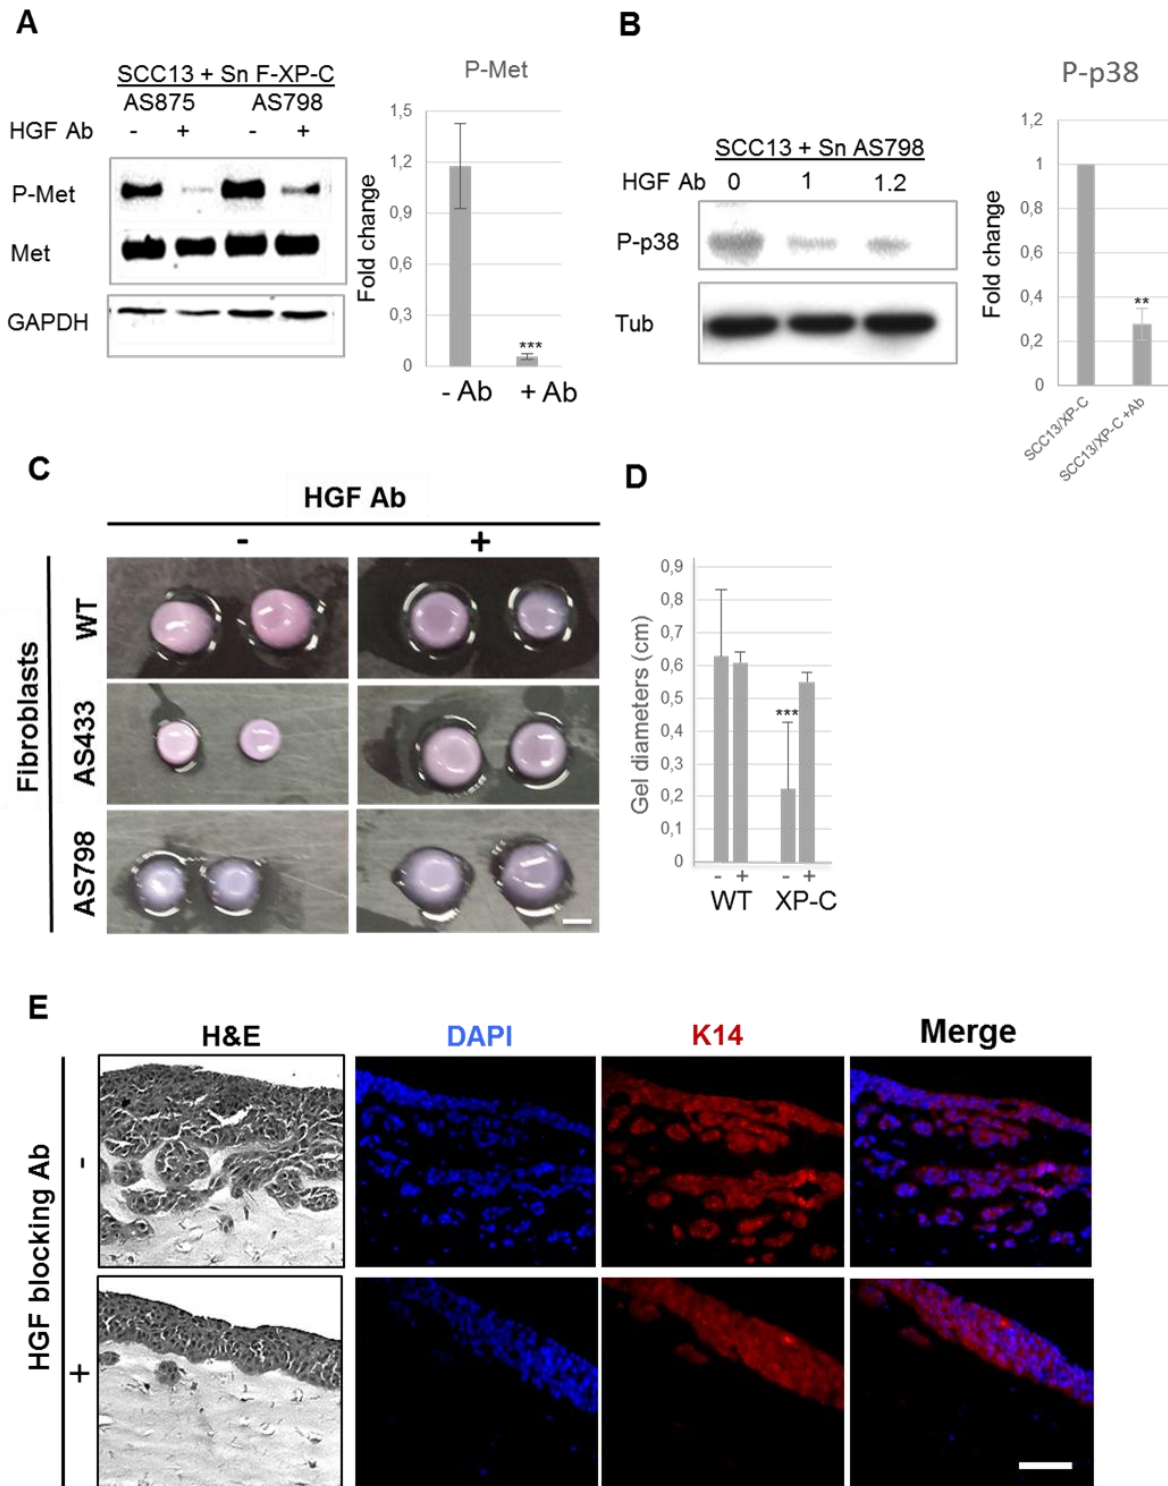 A
SCC13 + Sn F-XP-C
AS875 AS798
HGF Ab - + - +
P-Met
Met
GAPDH
P-Met
Fold change
1,5
1,2
0,9
0,6
0,3
0
***
- Ab + Ab
B
SCC13 + Sn AS798
HGF Ab 0 1 1.2
P-p38
Tub
P-p38
Fold change
1,2
1
0,8
0,6
0,4
0,2
0
**
SCC13/XP-C
SCC13/XP-C +Ab
C
HGF Ab
- +
Fibroblasts
WT
AS433
AS798
D
Gel diameters (cm)
0,9
0,8
0,7
0,6
0,5
0,4
0,3
0,2
0,1
0
***
- + - +
WT XP-C
E
H&E DAPI K14 Merge
HGF blocking Ab
-
+